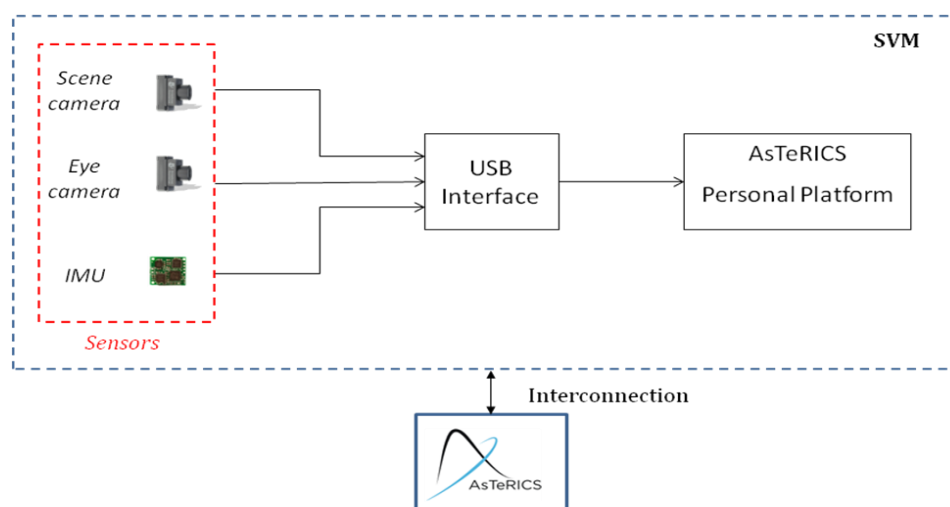 SVM
Scene
camera
Eye
camera
IMU
Sensors
USB
Interface
AsTeRICS
Personal Platform
Interconnection
AsTeRICS